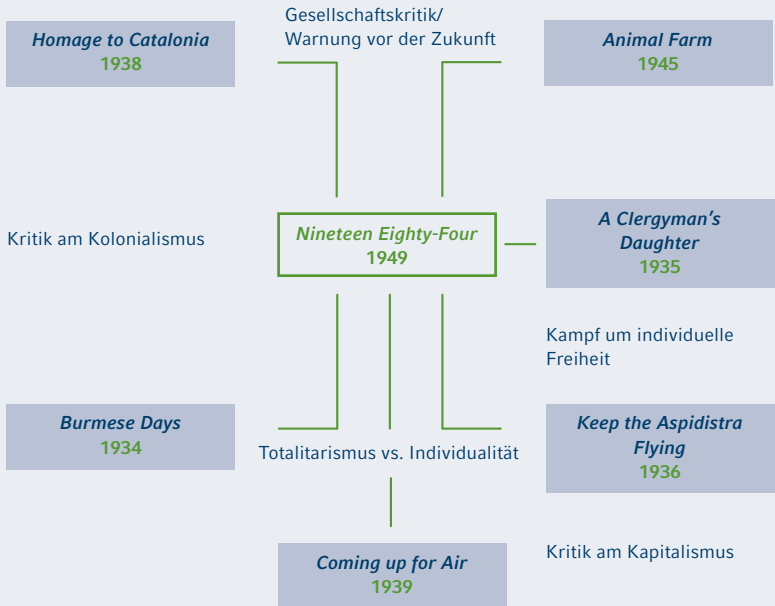 Gesellschaftskritik/
Warnung vor der Zukunft
Homage to Catalonia
1938
Animal Farm
1945
Kritik am Kolonialismus
Nineteen Eighty-Four
1949
A Clergyman's
Daughter
1935
Kampf um individuelle
Freiheit
Burmese Days
1934
Totalitarismus vs. Individualität
Keep the Aspidistra
Flying
1936
Coming up for Air
1939
Kritik am Kapitalismus